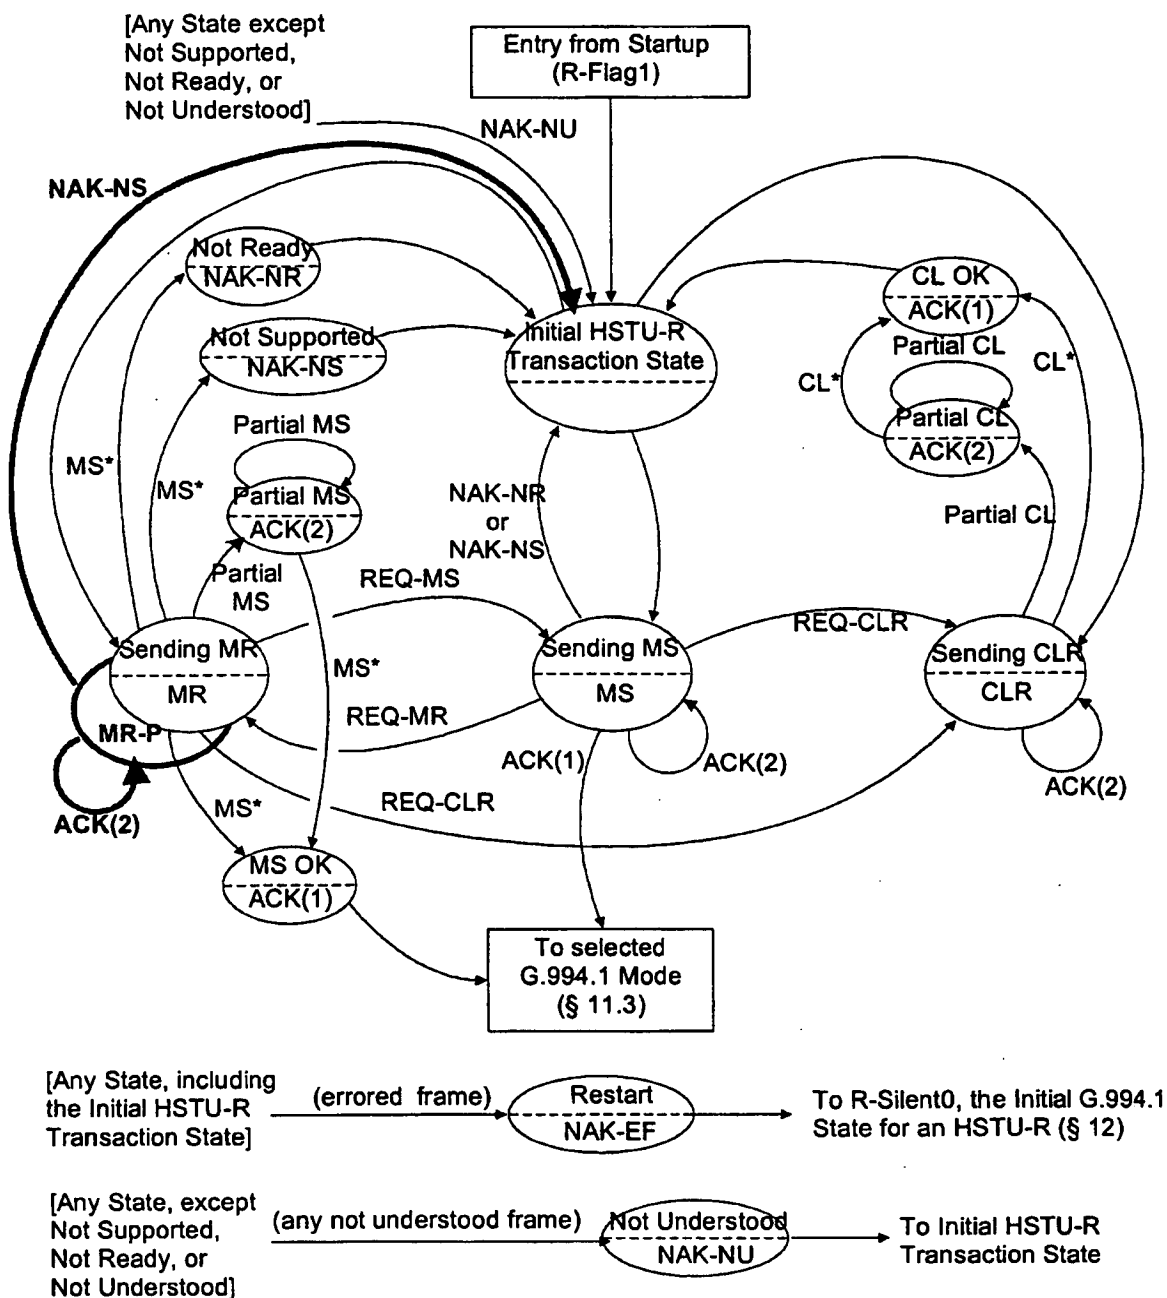 [Any State except
Not Supported,
Not Ready, or
Not Understood]
Entry from Startup
(R-Flag1)
NAK-NU
NAK-NS
Not Ready
NAK-NR
CL OK
ACK(1)
Not Supported
NAK-NS
Initial HSTU-R
Transaction State
Partial CL
CL*
CL*
Partial CL
ACK(2)
Partial MS
MS*
MS*
Partial MS
ACK(2)
NAK-NR
or
NAK-NS
Partial CL
Partial
MS
REQ-MS
REQ-CLR
Sending MR
MR
MS*
Sending MS
MS
Sending CLR
CLR
MR-P
REQ-MR
ACK(1)
ACK(2)
ACK(2)
ACK(2)
MS*
REQ-CLR
MS OK
ACK(1)
To selected
G.994.1 Mode
(§ 11.3)
[Any State, including
the Initial HSTU-R
Transaction State]
(errored frame)
Restart
NAK-EF
To R-Silent0, the Initial G.994.1
State for an HSTU-R (§ 12)
[Any State, except
Not Supported,
Not Ready, or
Not Understood]
(any not understood frame)
Not Understood
NAK-NU
To Initial HSTU-R
Transaction State